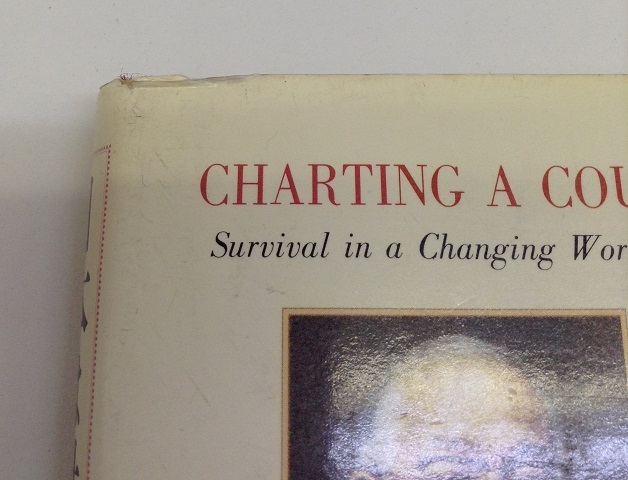 CHARTING A COU
Survival in a Changing Wor